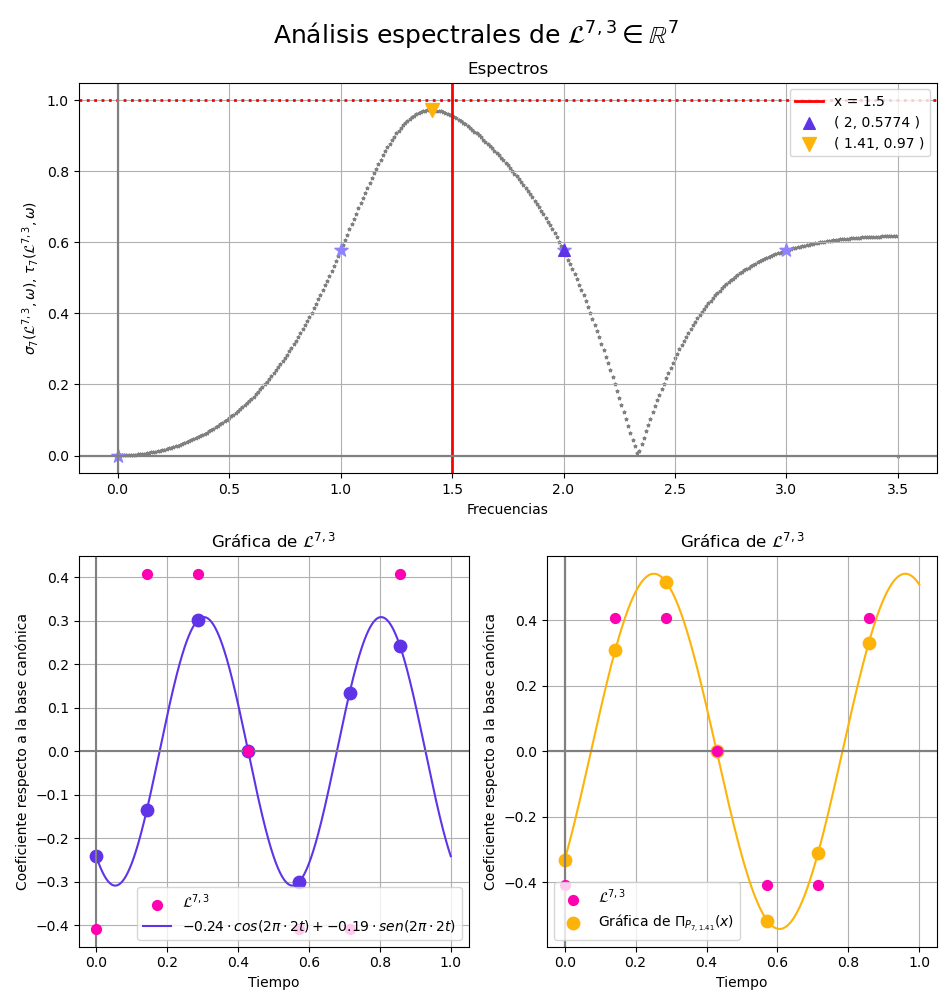 Análisis espectrales de ℒ^{7,3} ∈ ℝ^7
Espectros
1.0
0.8
0.6
0.4
0.2
0.0
σ_7(ℒ^{7,3}, ω), τ_7(ℒ^{7,3}, ω)
x = 1.5
( 2, 0.5774 )
( 1.41, 0.97 )
0.0 0.5 1.0 1.5 2.0 2.5 3.0 3.5
Frecuencias
Gráfica de ℒ^{7,3}
0.4
0.3
0.2
0.1
0.0
−0.1
−0.2
−0.3
−0.4
Coeficiente respecto a la base canónica
ℒ^{7,3}
−0.24 · cos(2π · 2t) + −0.19 · sen(2π · 2t)
0.0 0.2 0.4 0.6 0.8 1.0
Tiempo
Gráfica de ℒ^{7,3}
0.4
0.2
0.0
−0.2
−0.4
Coeficiente respecto a la base canónica
ℒ^{7,3}
Gráfica de Π_{P_{7,1.41}}(x)
0.0 0.2 0.4 0.6 0.8 1.0
Tiempo